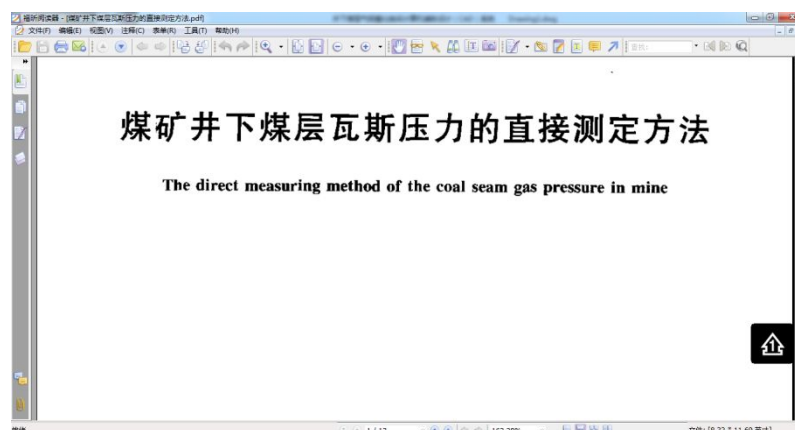 福昕阅读器 - [煤矿井下煤层瓦斯压力的直接测定方法.pdf]
文件(F) 编辑(E) 视图(V) 注释(C) 表单(R) 工具(T) 帮助(H)
煤矿井下煤层瓦斯压力的直接测定方法
The direct measuring method of the coal seam gas pressure in mine